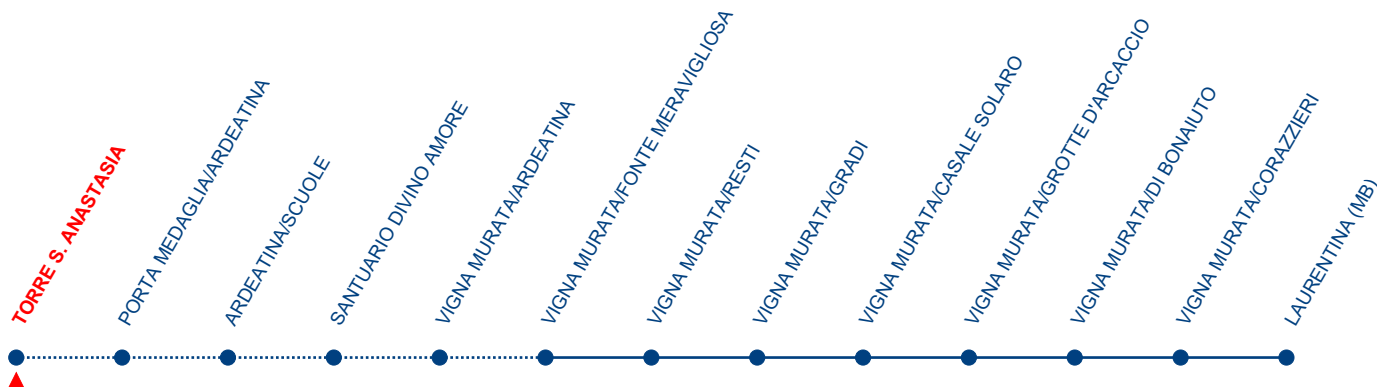 TORRE S. ANASTASIA
PORTA MEDAGLIA/ARDEATINA
ARDEATINA/SCUOLE
SANTUARIO DIVINO AMORE
VIGNA MURATA/ARDEATINA
VIGNA MURATA/FONTE MERAVIGLIOSA
VIGNA MURATA/RESTI
VIGNA MURATA/GRADI
VIGNA MURATA/CASALE SOLARO
VIGNA MURATA/GROTTE D'ARCACCIO
VIGNA MURATA/DI BONAIUTO
VIGNA MURATA/CORAZZIERI
LAURENTINA (MB)